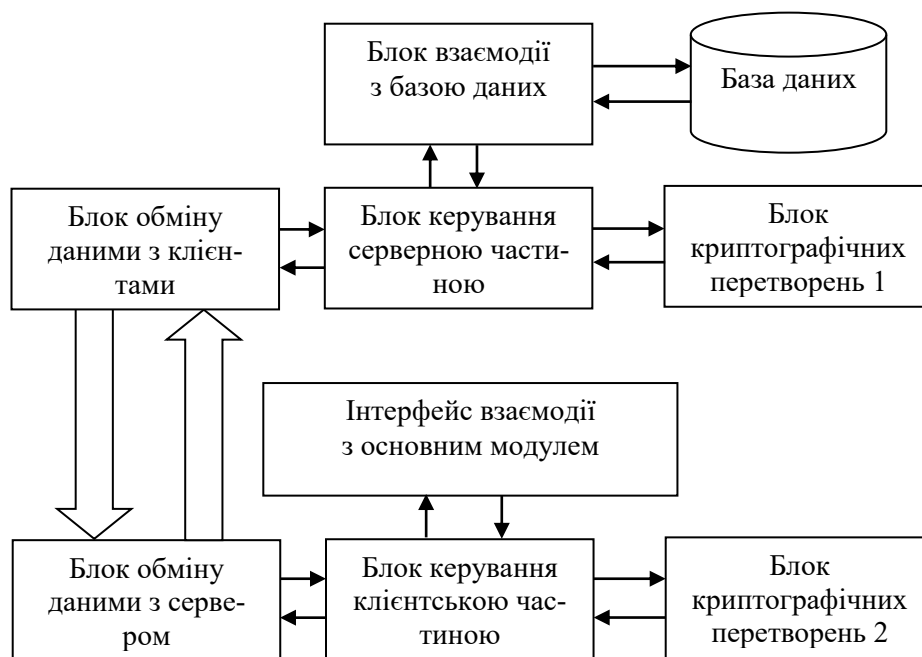 Блок взаємодії
з базою даних
База даних
Блок обміну
даними з клієн-
тами
Блок керування
серверною части-
ною
Блок
криптографічних
перетворень 1
Інтерфейс взаємодії
з основним модулем
Блок обміну
даними з серве-
ром
Блок керування
клієнтською час-
тиною
Блок
криптографічних
перетворень 2